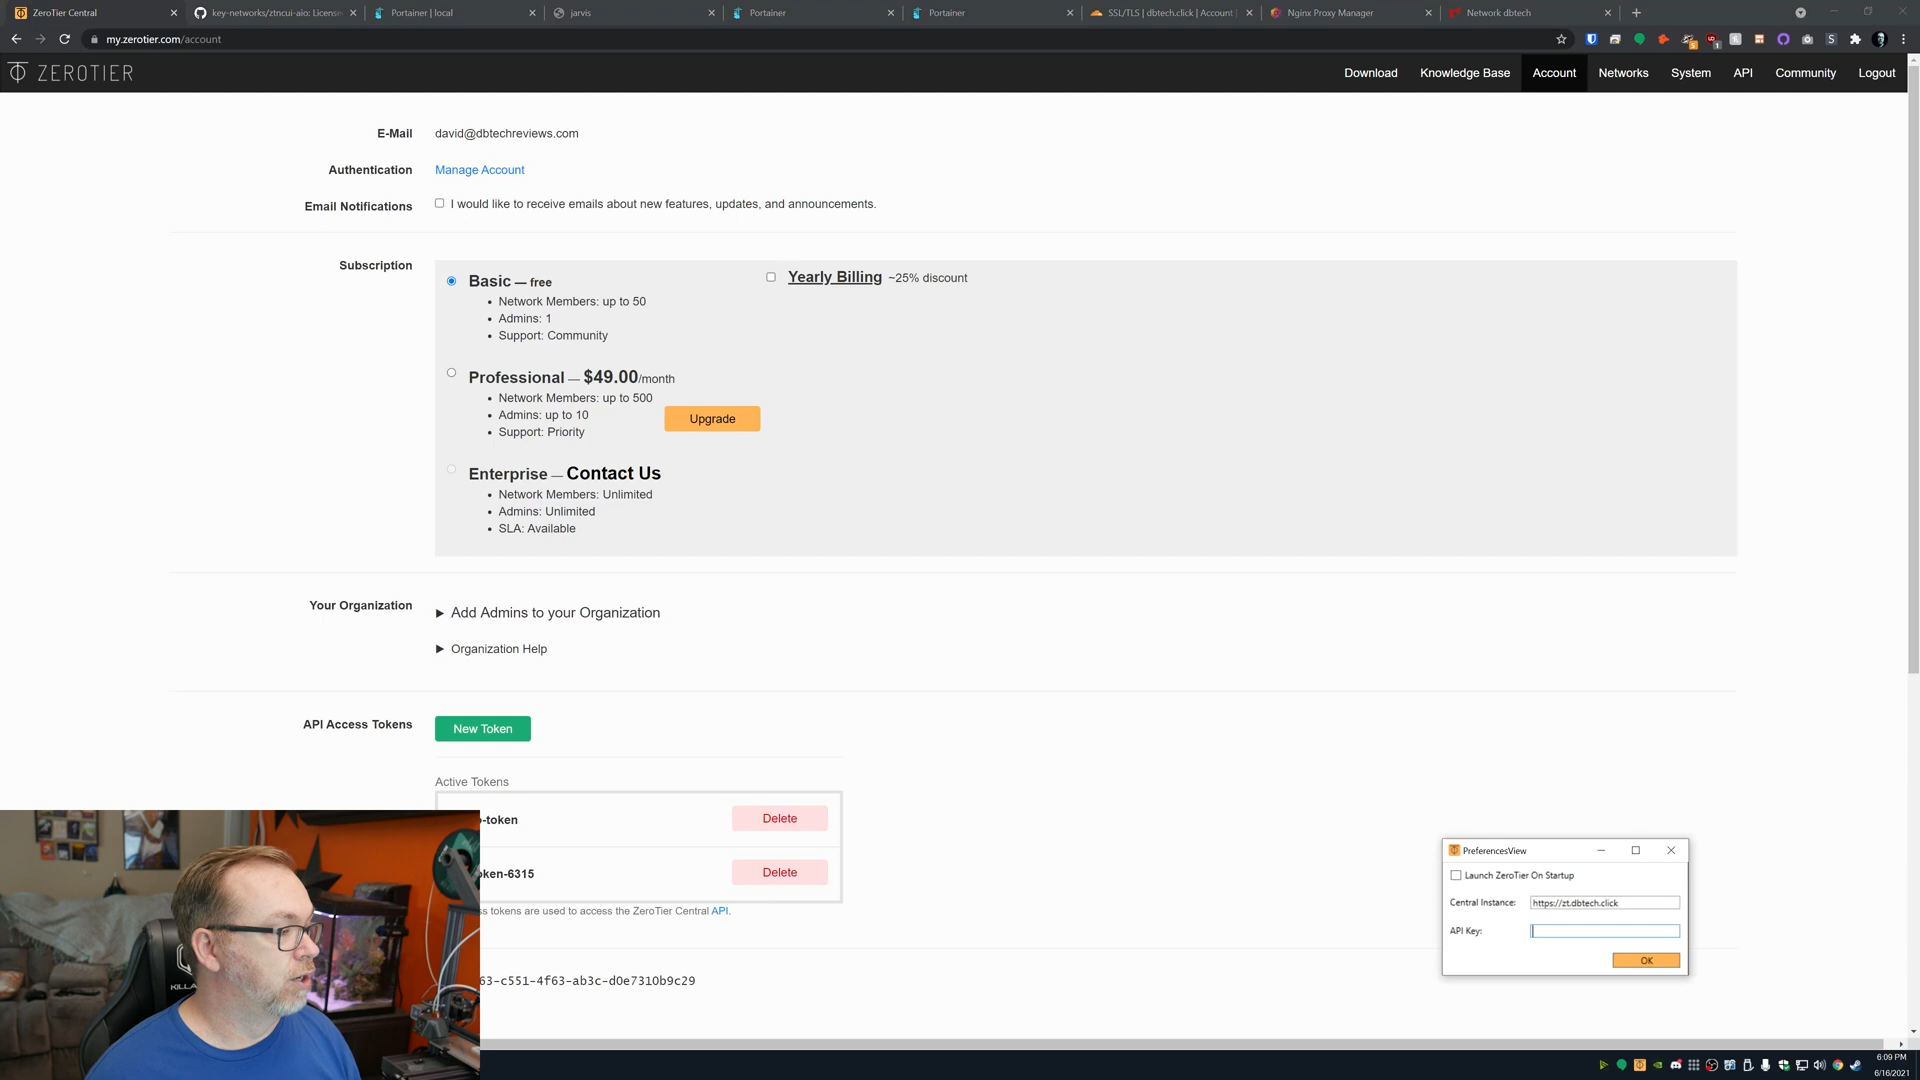 ZeroTier Central
key-networks/ztncui-aio: License
Portainer | local
jarvis
Portainer
Portainer
SSL/TLS | dbtech.click | Account |
Nginx Proxy Manager
Network dbtech
my.zerotier.com/account
ZEROTIER
Download
Knowledge Base
Account
Networks
System
API
Community
Logout
E-Mail
david@dbtechreviews.com
Authentication
Manage Account
Email Notifications
I would like to receive emails about new features, updates, and announcements.
Subscription
Basic — free
Network Members: up to 50
Admins: 1
Support: Community
Yearly Billing ~25% discount
Professional — $49.00/month
Network Members: up to 500
Admins: up to 10
Support: Priority
Upgrade
Enterprise — Contact Us
Network Members: Unlimited
Admins: Unlimited
SLA: Available
Your Organization
Add Admins to your Organization
Organization Help
API Access Tokens
New Token
Active Tokens
-token
Delete
ken-6315
Delete
s tokens are used to access the ZeroTier Central API.
63-c551-4f63-ab3c-d0e7310b9c29
PreferencesView
Launch ZeroTier On Startup
Central Instance:
https://zt.dbtech.click
API Key:
OK
6:09 PM
6/16/2021